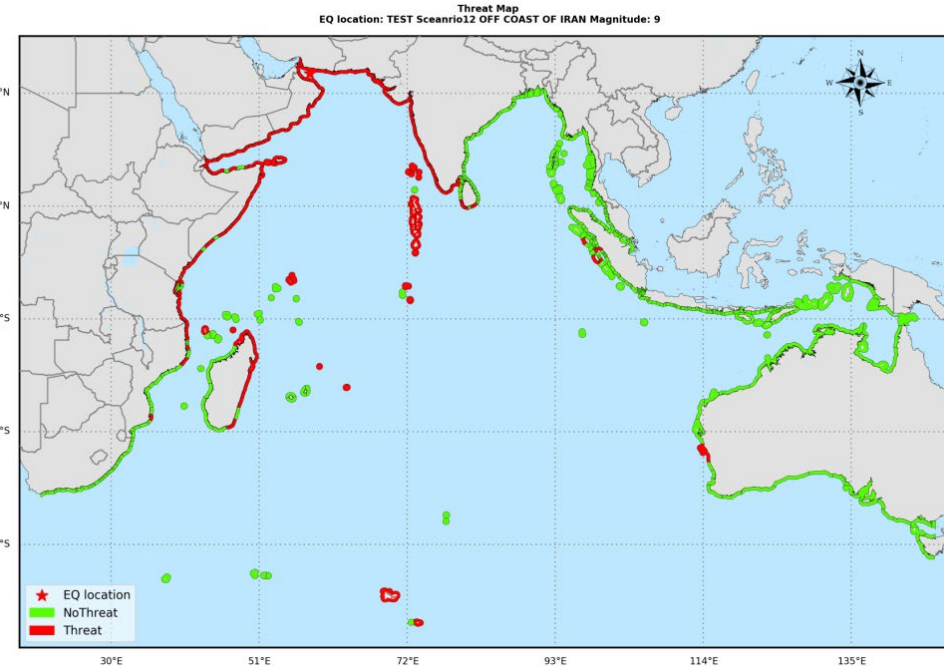 Threat Map
EQ location: TEST Sceanrio12 OFF COAST OF IRAN Magnitude: 9
N
W E
S
°N
°N
°S
°S
°S
EQ location
NoThreat
Threat
30°E 51°E 72°E 93°E 114°E 135°E